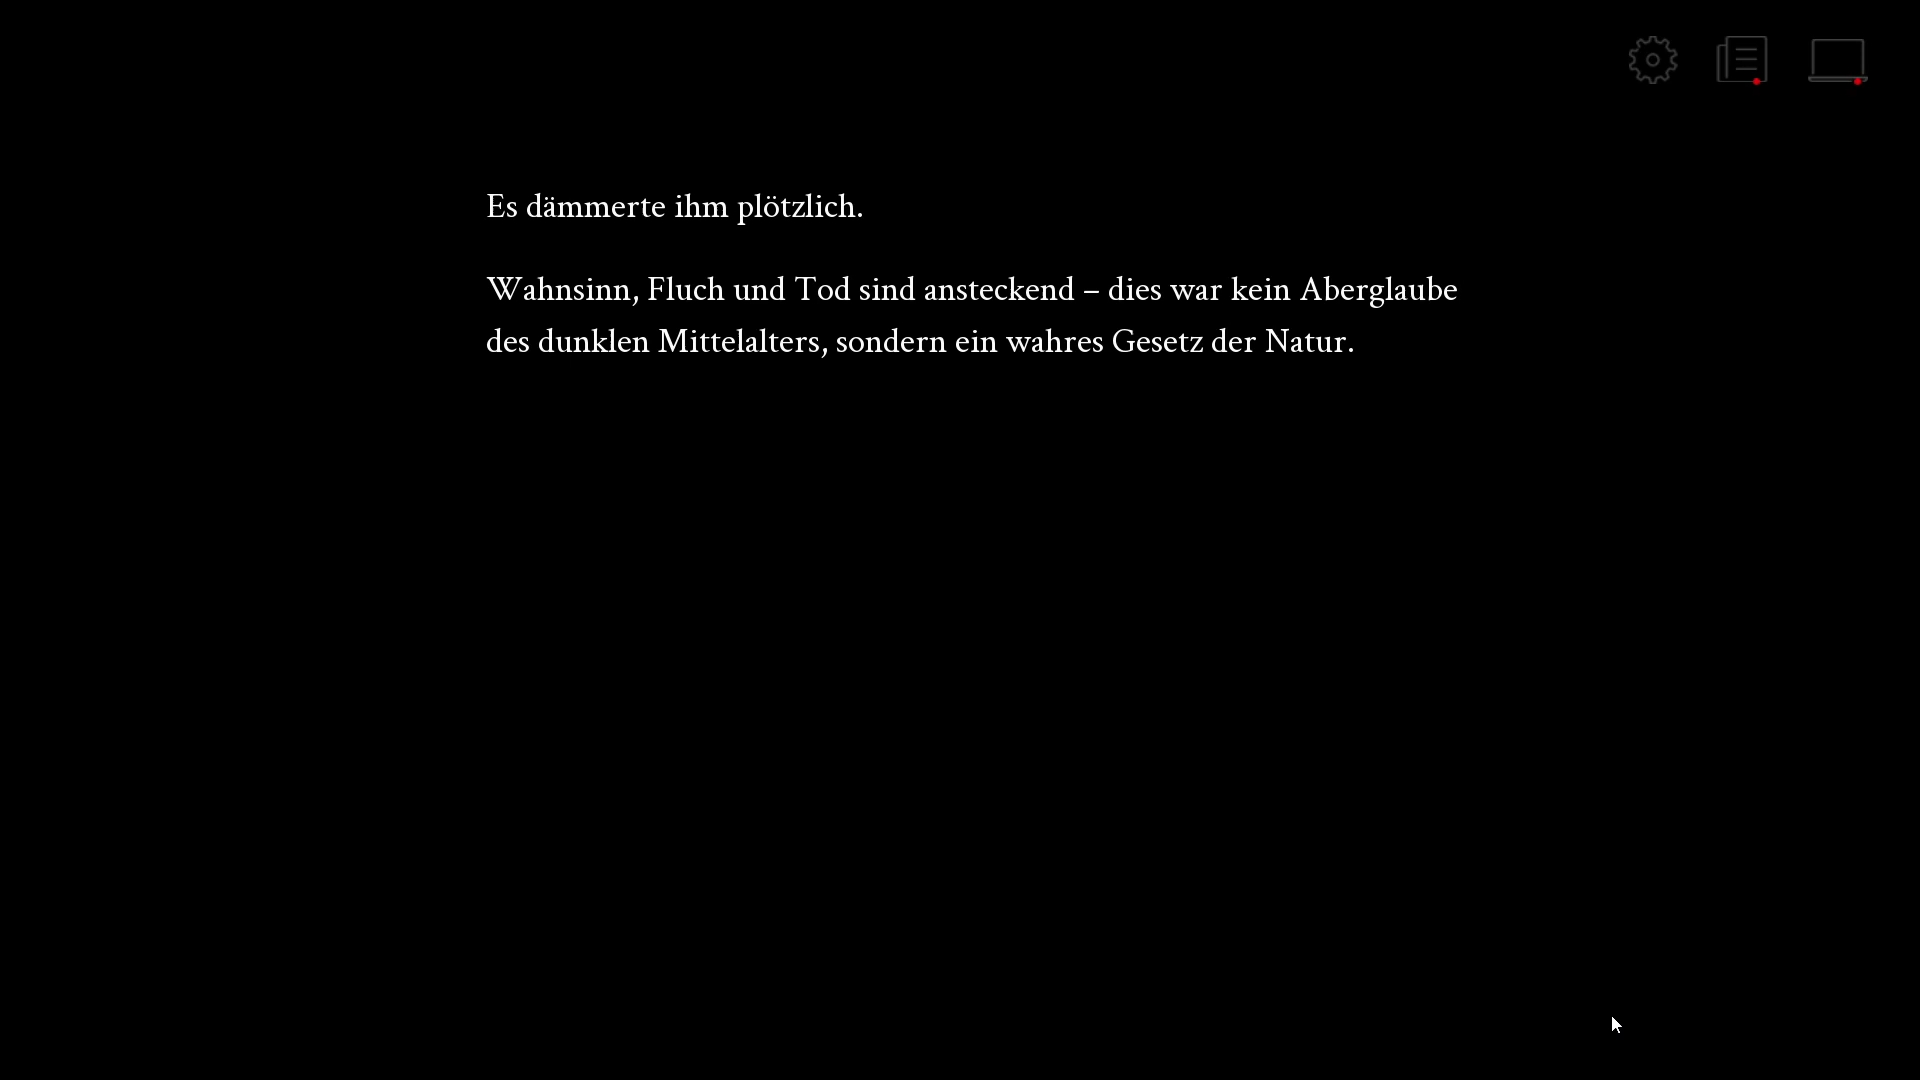 Es dämmerte ihm plötzlich.
Wahnsinn, Fluch und Tod sind ansteckend – dies war kein Aberglaube
des dunklen Mittelalters, sondern ein wahres Gesetz der Natur.